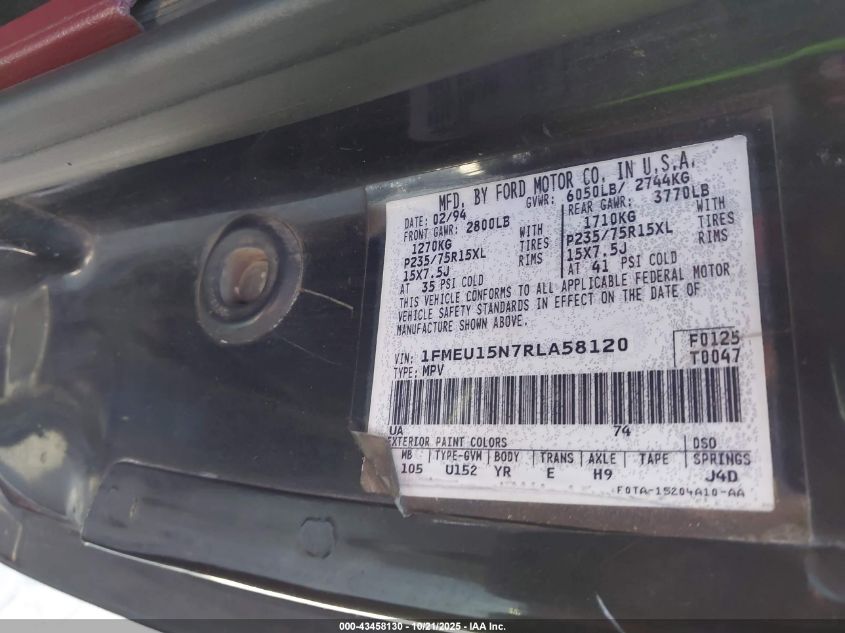 MFD. BY FORD MOTOR CO. IN U.S.A.
DATE: 02/94 GVWR: 6050LB/ 2744KG
FRONT GAWR: 2800LB REAR GAWR: 3770LB
1270KG WITH 1710KG WITH
P235/75R15XL TIRES P235/75R15XL TIRES
15X7.5J RIMS 15X7.5J RIMS
AT 35 PSI COLD AT 41 PSI COLD
THIS VEHICLE CONFORMS TO ALL APPLICABLE FEDERAL MOTOR
VEHICLE SAFETY STANDARDS IN EFFECT ON THE DATE OF
MANUFACTURE SHOWN ABOVE.
VIN: 1FMEU15N7RLA58120 F0125
TYPE: MPV T0047
UA 74
EXTERIOR PAINT COLORS DSO
WB TYPE-GVW BODY TRANS AXLE TAPE SPRINGS
105 U152 YR E H9 J4D
FOTA-15204A10-AA
000-43458130 - 10/21/2025 - IAA Inc.